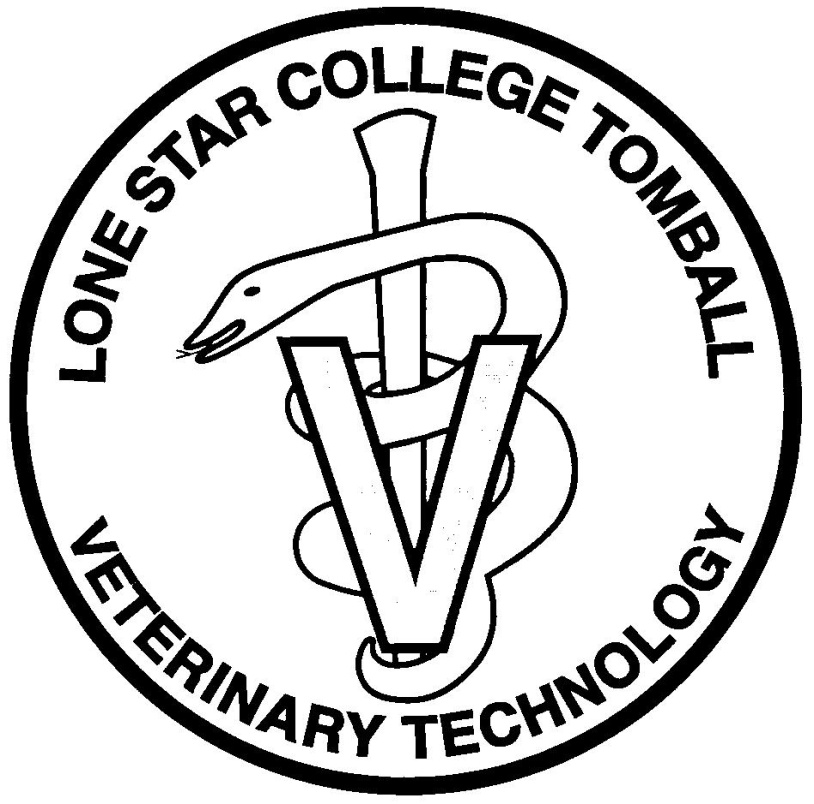 LONE STAR COLLEGE TOMBALL
V
VETERINARY TECHNOLOGY